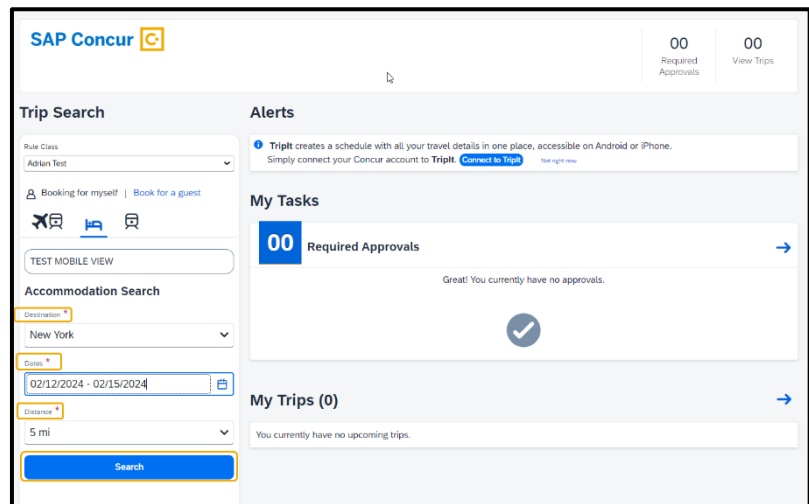 SAP Concur C
00
Required
Approvals
00
View Trips
Trip Search
Rule Class
Adrian Test
Booking for myself | Book for a guest
TEST MOBILE VIEW
Accommodation Search
Destination *
New York
Dates *
02/12/2024 - 02/15/2024
Distance *
5 mi
Search
Alerts
TripIt creates a schedule with all your travel details in one place, accessible on Android or iPhone.
Simply connect your Concur account to TripIt. Connect to TripIt Not right now
My Tasks
00 Required Approvals
Great! You currently have no approvals.
My Trips (0)
You currently have no upcoming trips.